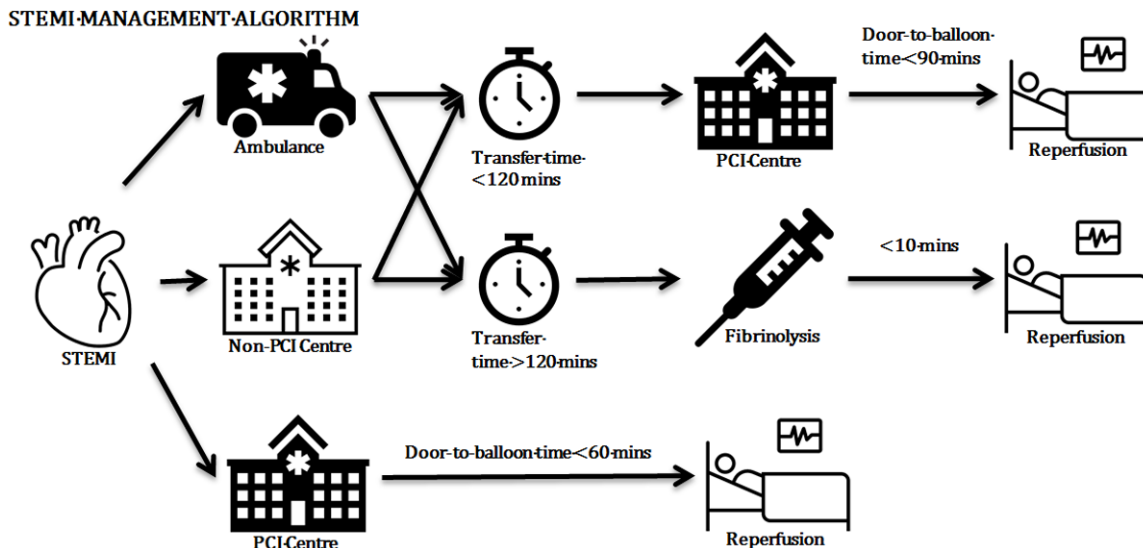 STEMI·MANAGEMENT·ALGORITHM
Door-to-balloon-
time·<90·mins
Ambulance
Transfer·time·
<120 mins
PCI·Centre
Reperfusion
<10·mins
STEMI
Non-PCI Centre
Transfer·
time·>120·mins
Fibrinolysis
Reperfusion
Door-to-balloon·time·<60·mins
PCI·Centre
Reperfusion